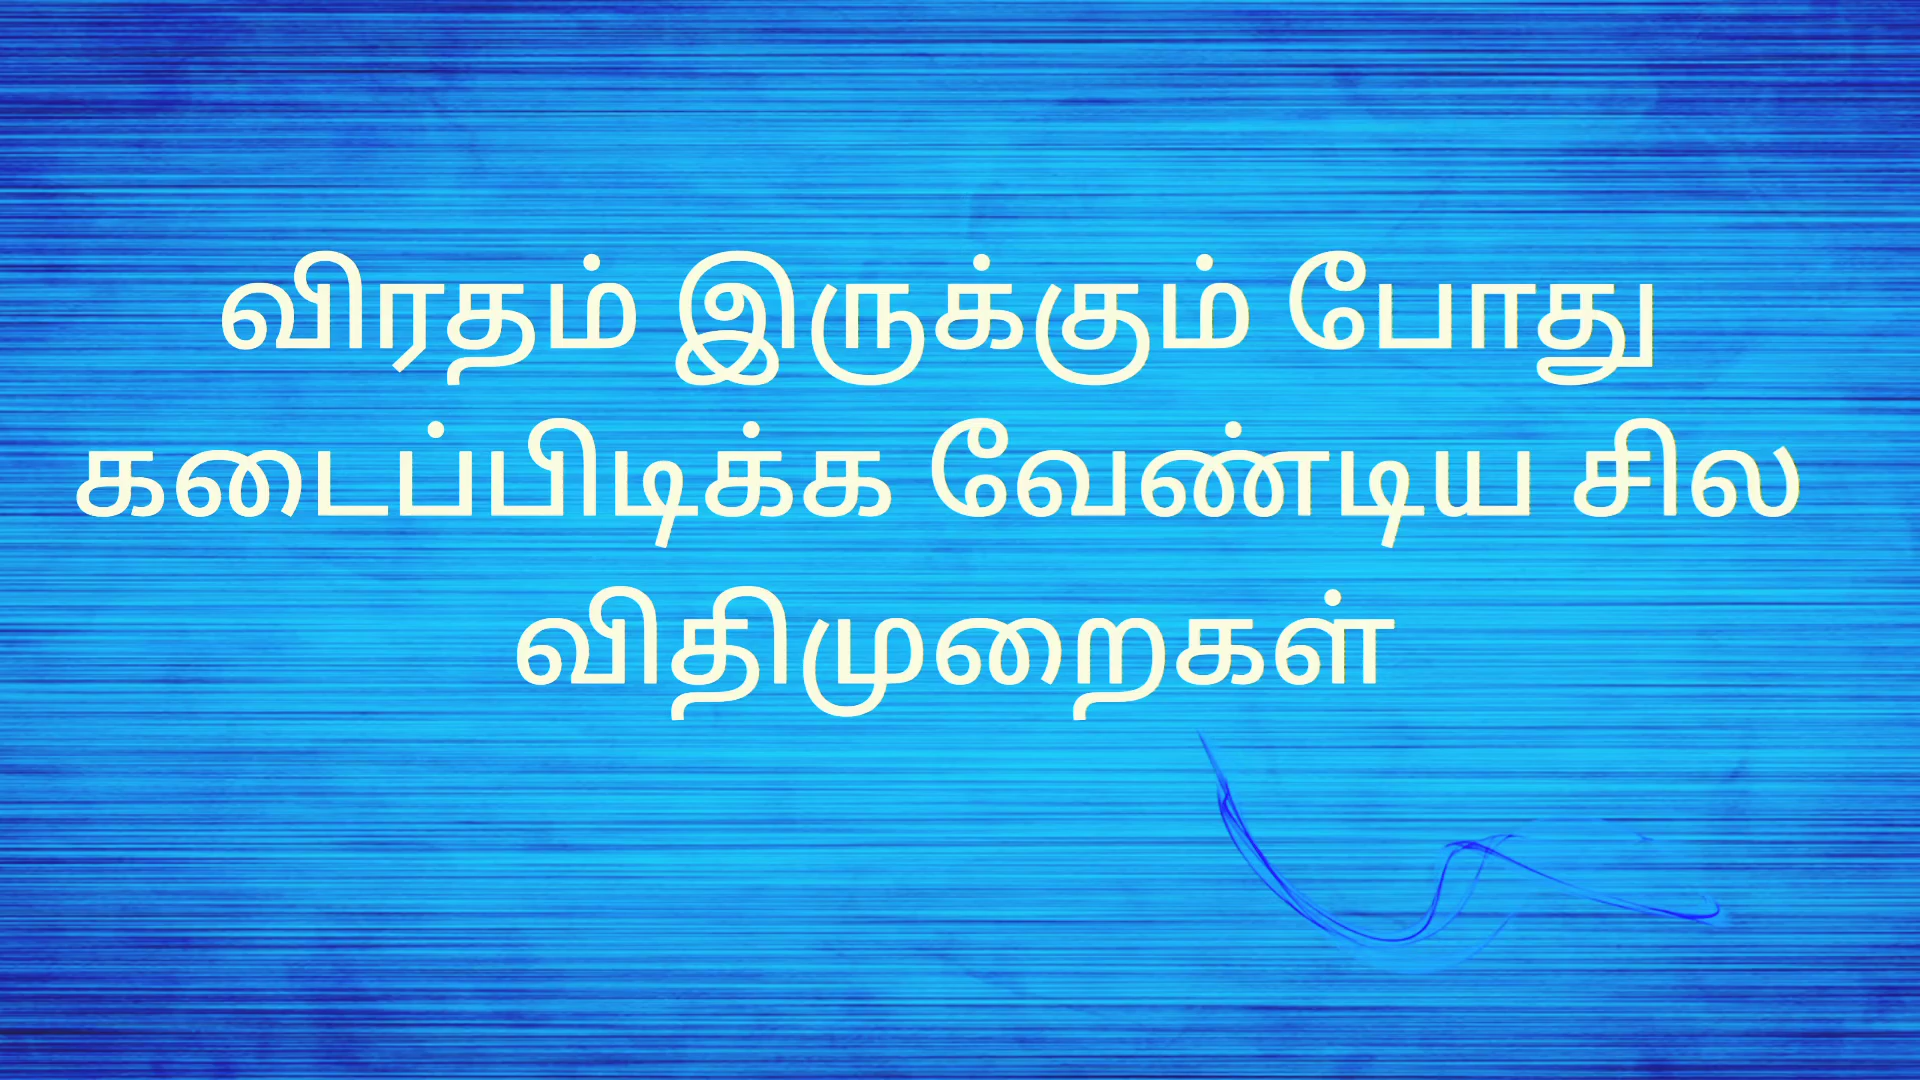 விரதம் இருக்கும் போது
கடைப்பிடிக்க வேண்டிய சில
விதிமுறைகள்